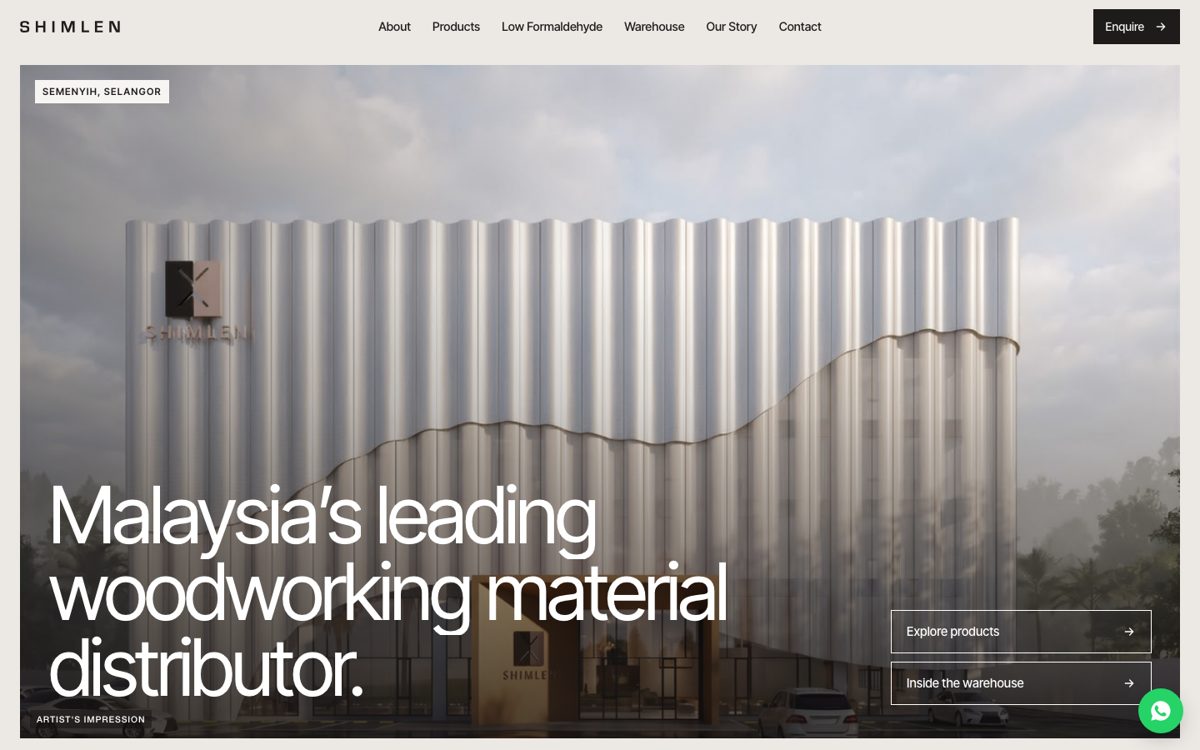 SHIMLEN
About
Products
Low Formaldehyde
Warehouse
Our Story
Contact
Enquire
SEMENYIH, SELANGOR
SHIMLEN
Malaysia’s leading
woodworking material
distributor.
SHIMLEN
Explore products
Inside the warehouse
ARTIST'S IMPRESSION